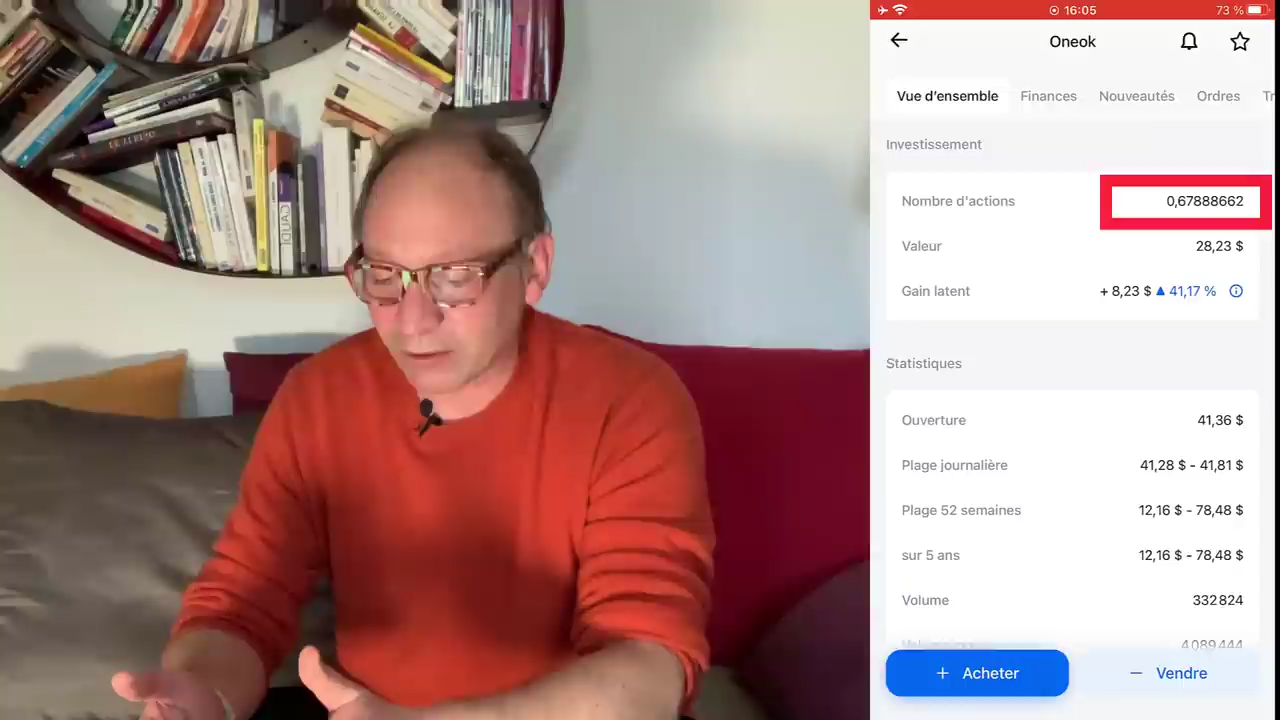 16:05
73 %
Oneok
Vue d'ensemble
Finances
Nouveautés
Ordres
Investissement
Nombre d'actions
0,67888662
Valeur
28,23 $
Gain latent
+ 8,23 $ ▲ 41,17 %
Statistiques
Ouverture
41,36 $
Plage journalière
41,28 $ - 41,81 $
Plage 52 semaines
12,16 $ - 78,48 $
sur 5 ans
12,16 $ - 78,48 $
Volume
332 824
4 089 444
+ Acheter
− Vendre